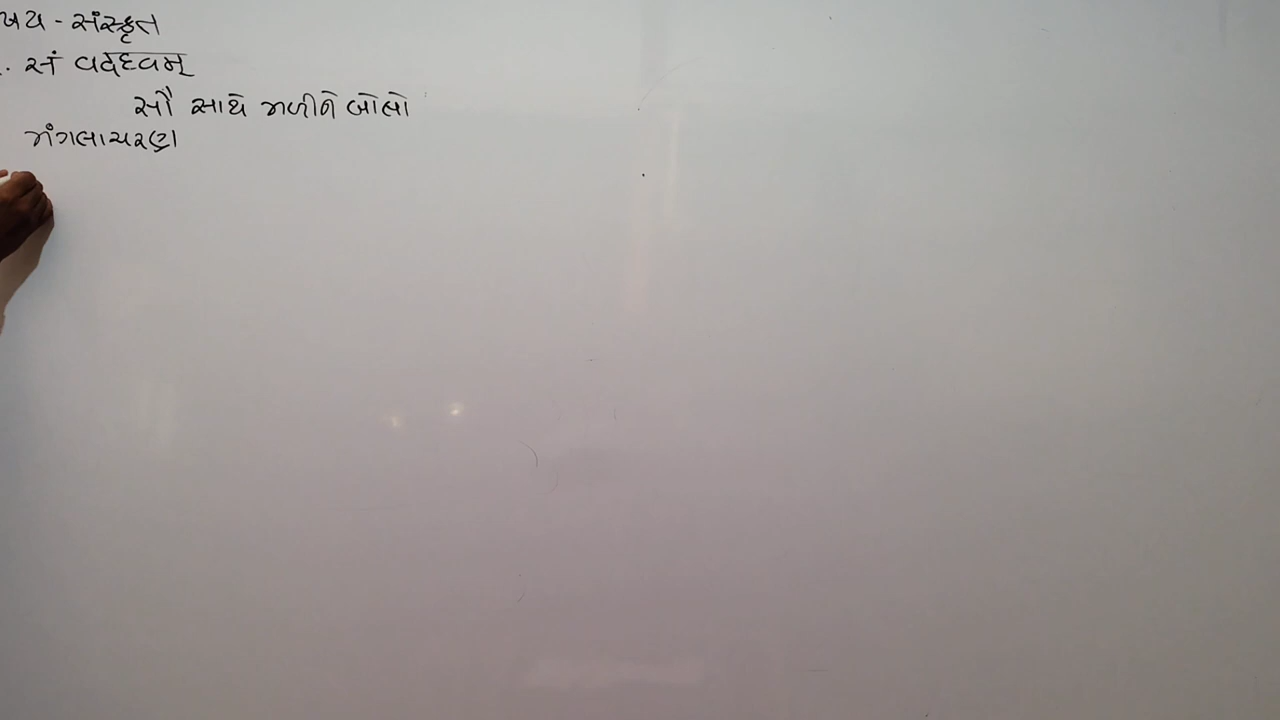 ષય - સંસ્કૃત
. સં વદધ્વમ્
સૌ સાથે મળીને બોલો
મંગલાચરણ